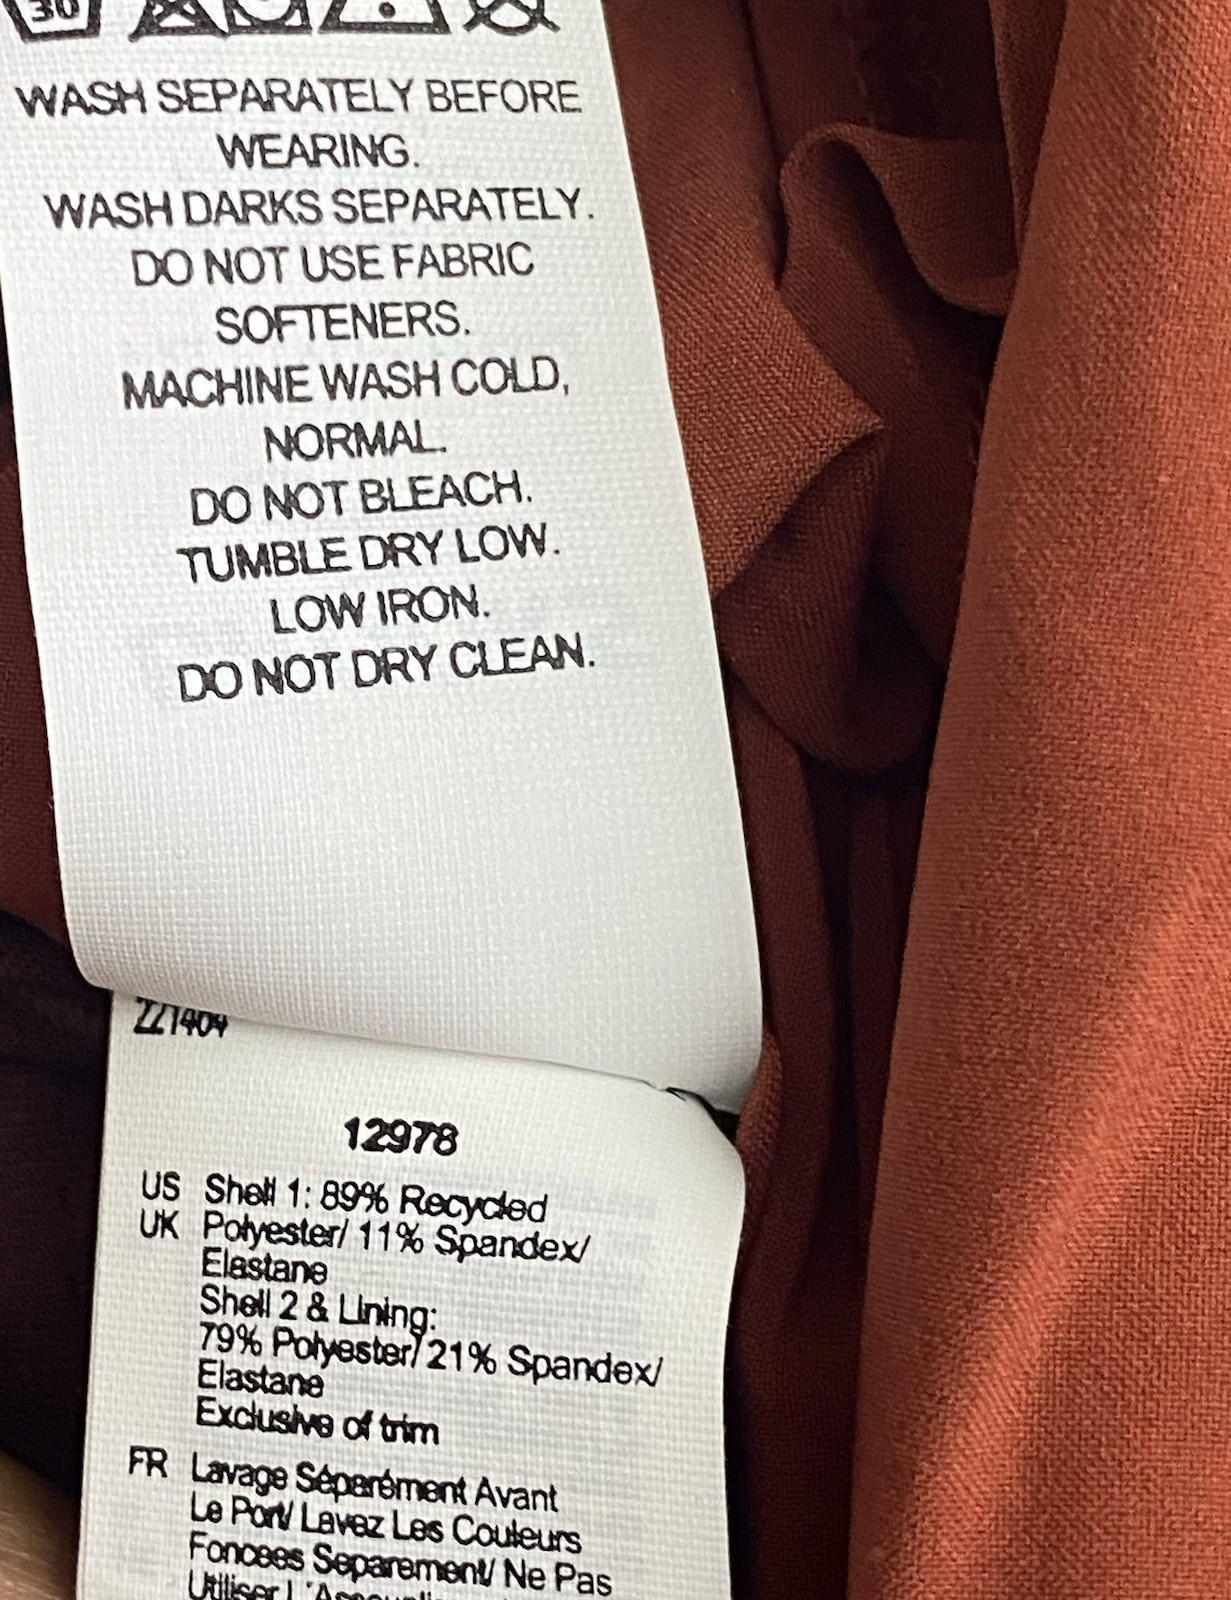 30
WASH SEPARATELY BEFORE
WEARING.
WASH DARKS SEPARATELY.
DO NOT USE FABRIC
SOFTENERS.
MACHINE WASH COLD,
NORMAL.
DO NOT BLEACH.
TUMBLE DRY LOW.
LOW IRON.
DO NOT DRY CLEAN.
221404
12978
US Shell 1: 89% Recycled
UK Polyester/ 11% Spandex/
Elastane
Shell 2 & Lining:
79% Polyester/ 21% Spandex/
Elastane
Exclusive of trim
FR Lavage Séparément Avant
Le Port/ Lavez Les Couleurs
Foncees Separement/ Ne Pas
Utiliser L'